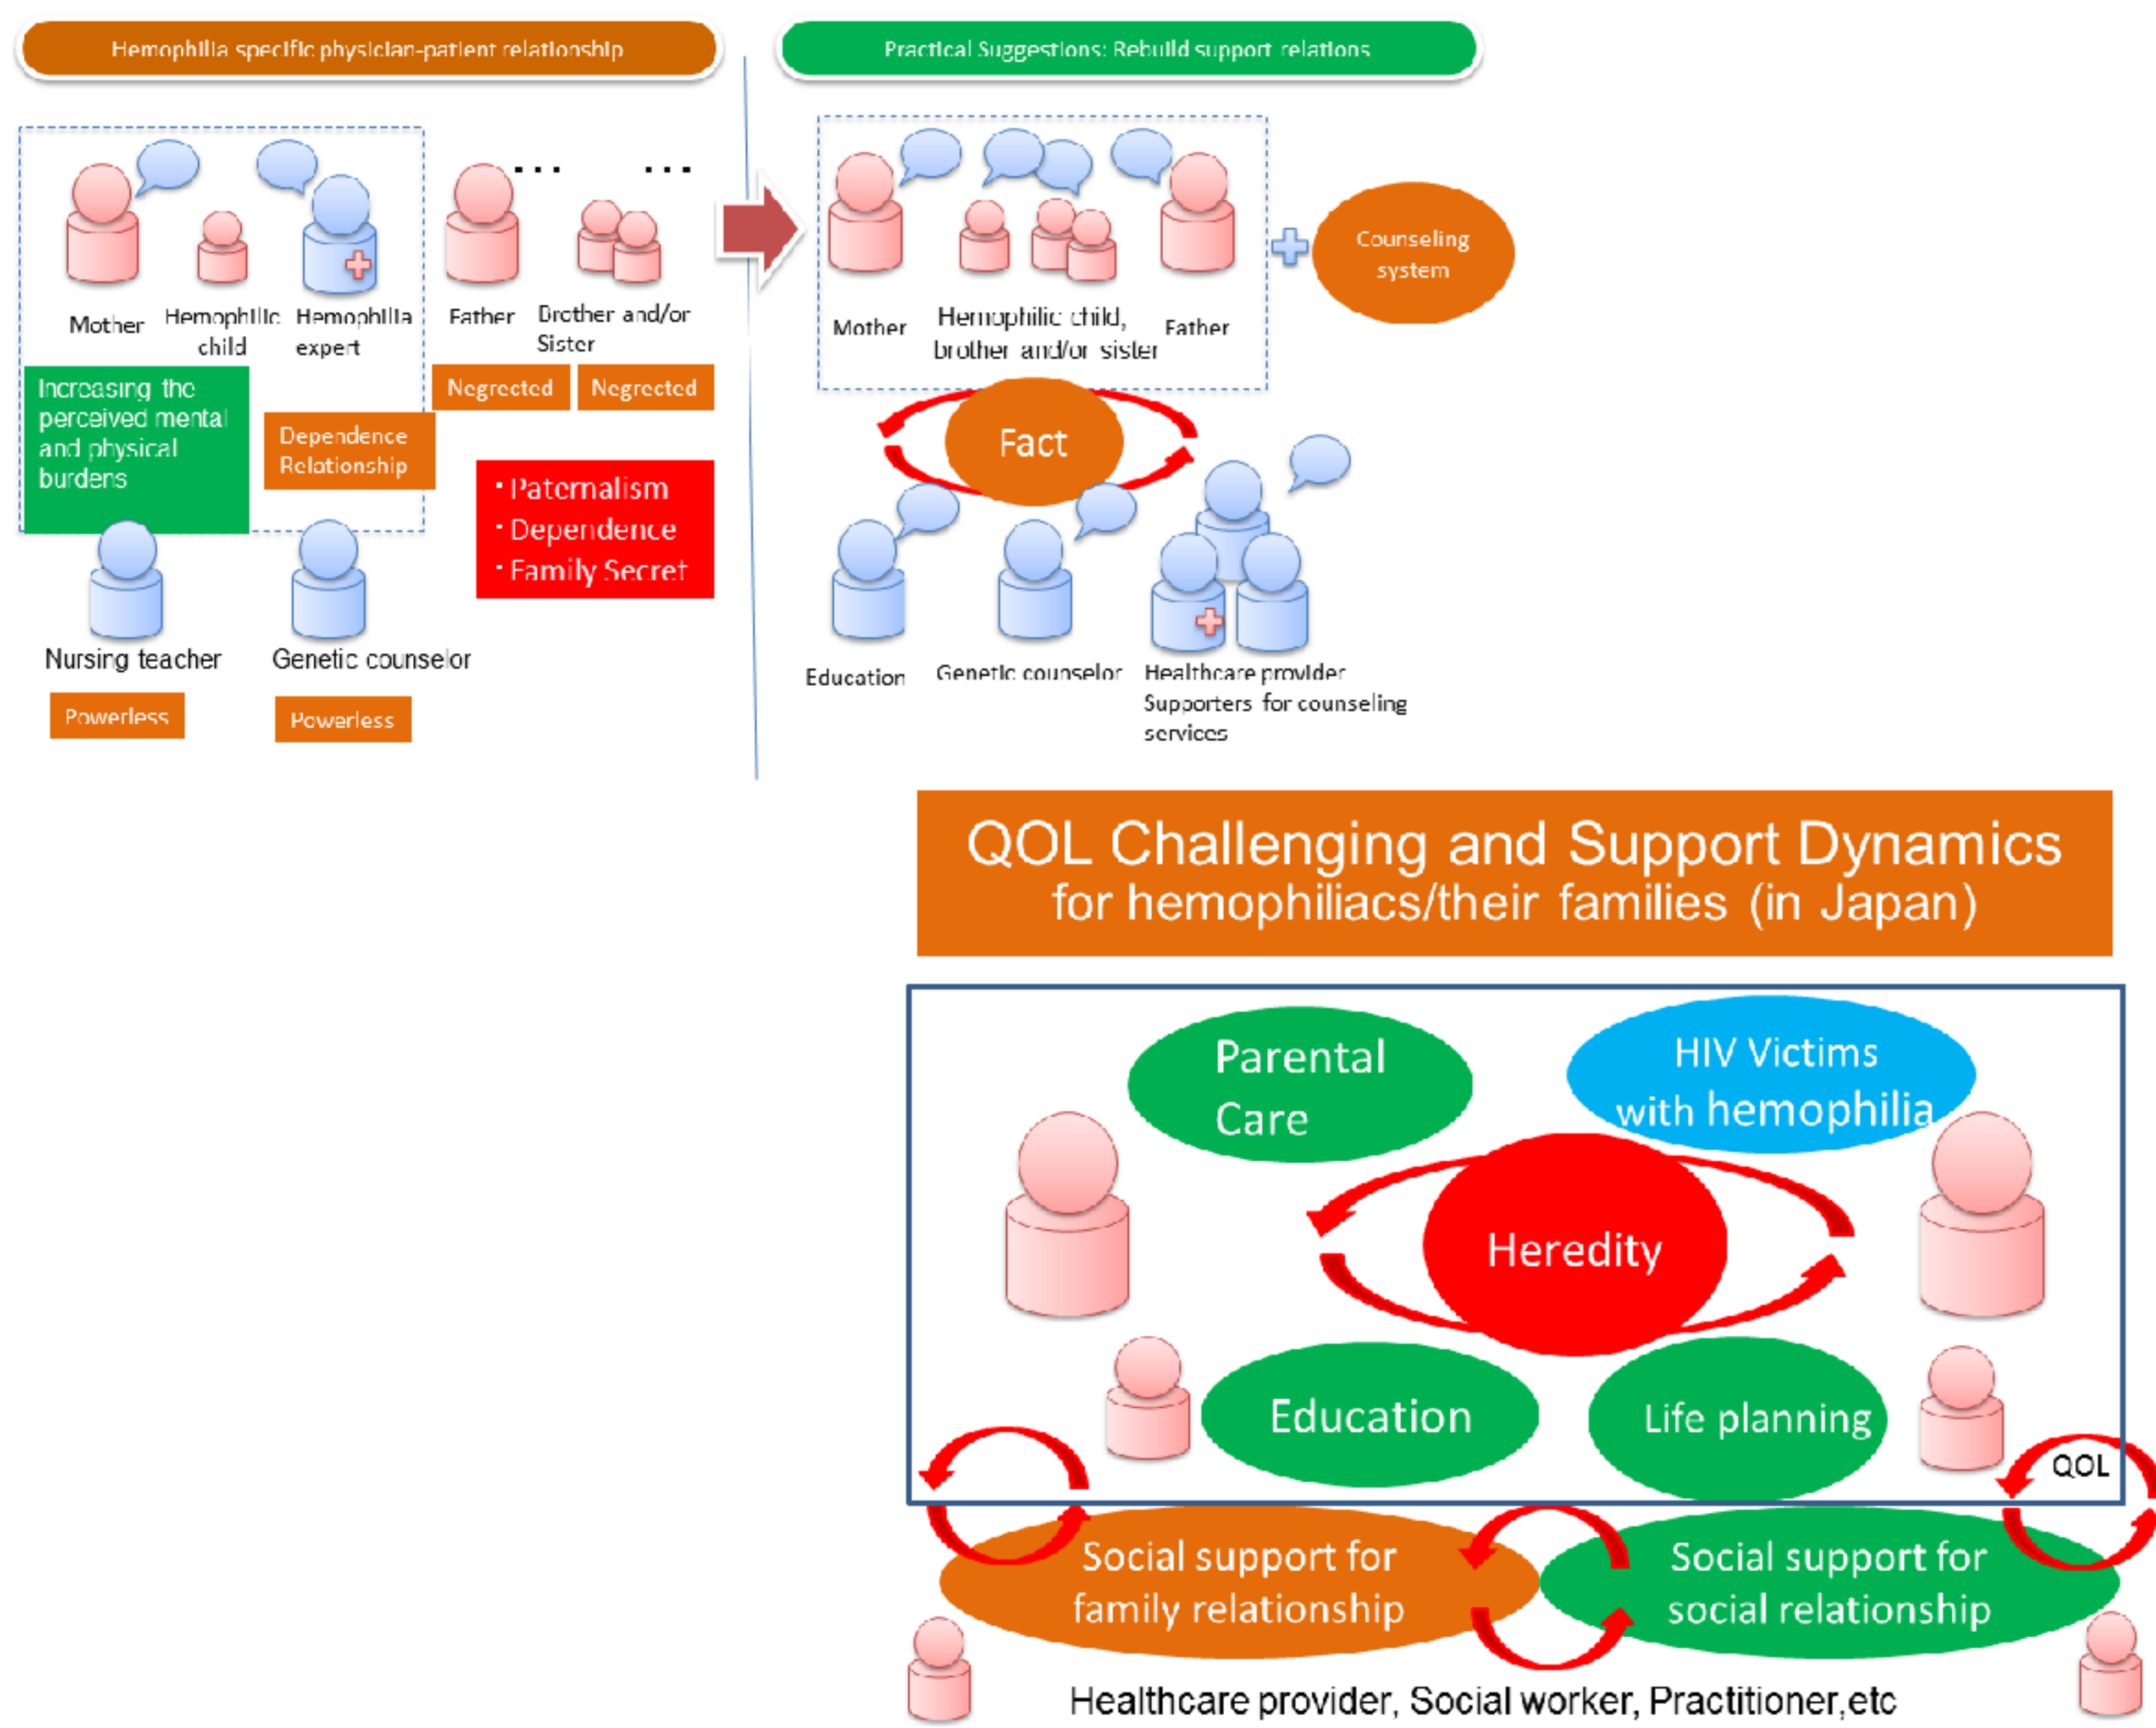 Hemophilia specific physician-patient relationship
Practical Suggestions: Rebuild support relations
...
...
Mother
Hemophilic
child
Hemophilia
expert
Father
Brother and/or
Sister
Negrected
Negrected
Increasing the
perceived mental
and physical
burdens
Dependence
Relationship
・Paternalism
・Dependence
・Family Secret
Nursing teacher
Genetic counselor
Powerless
Powerless
Mother
Hemophilic child,
brother and/or sister
Father
Counseling
system
Fact
Education
Genetic counselor
Healthcare provider
Supporters for counseling
services
QOL Challenging and Support Dynamics
for hemophiliacs/their families (in Japan)
Parental
Care
HIV Victims
with hemophilia
Heredity
Education
Life planning
QOL
Social support for
family relationship
Social support for
social relationship
Healthcare provider, Social worker, Practitioner,etc